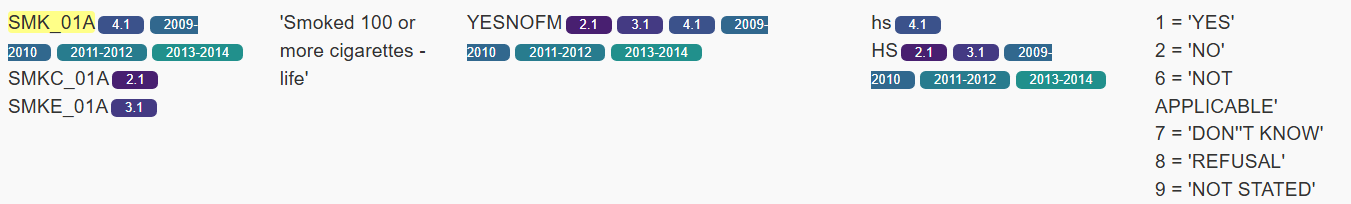 SMK_01A 4.1 2009-
2010 2011-2012 2013-2014
SMKC_01A 2.1
SMKE_01A 3.1
'Smoked 100 or
more cigarettes -
life'
YESNOFM 2.1 3.1 4.1 2009-
2010 2011-2012 2013-2014
hs 4.1
HS 2.1 3.1 2009-
2010 2011-2012 2013-2014
1 = 'YES'
2 = 'NO'
6 = 'NOT
APPLICABLE'
7 = 'DON''T KNOW'
8 = 'REFUSAL'
9 = 'NOT STATED'